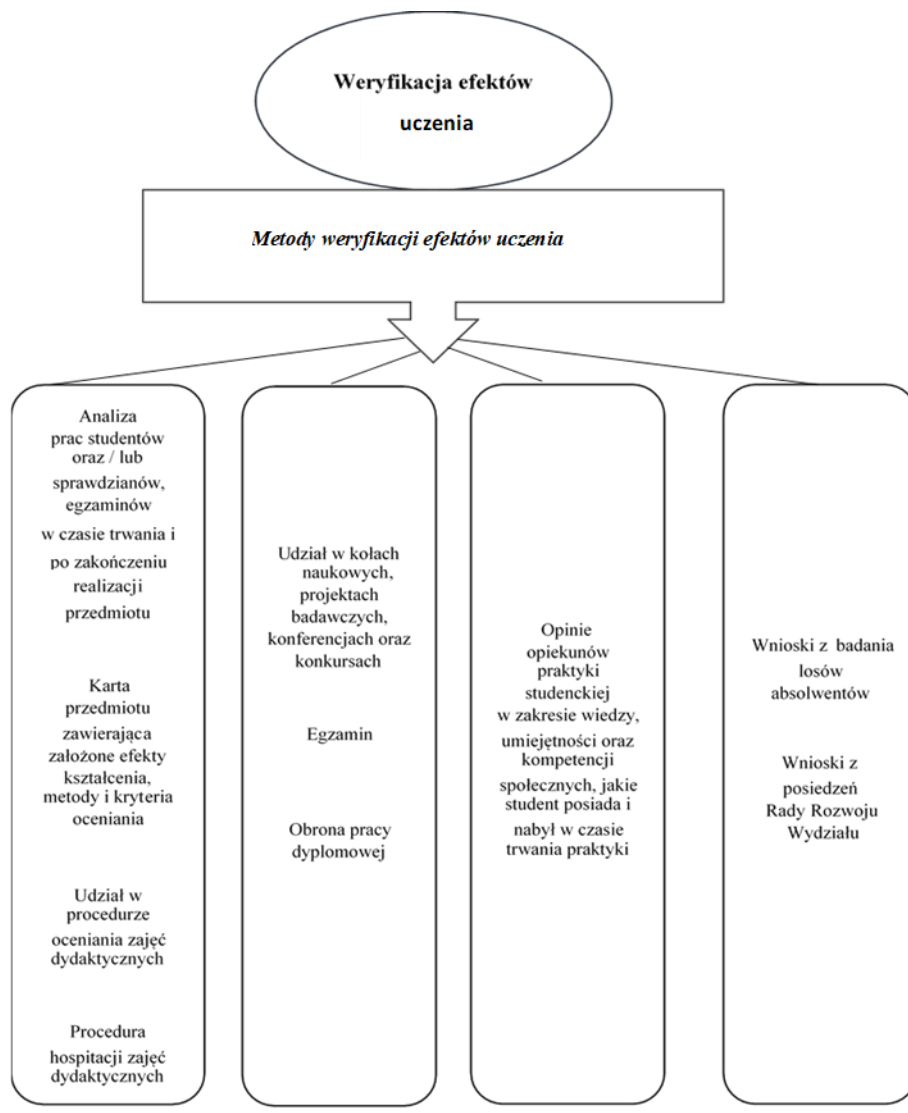 Weryfikacja efektów
uczenia
Metody weryfikacji efektów uczenia
Analiza
prac studentów
oraz / lub
sprawdzianów,
egzaminów
w czasie trwania i
po zakończeniu
realizacji
przedmiotu
Karta
przedmiotu
zawierająca
założone efekty
kształcenia,
metody i kryteria
oceniania
Udział w
procedurze
oceniania zajęć
dydaktycznych
Procedura
hospitacji zajęć
dydaktycznych
Udział w kołach
naukowych,
projektach
badawczych,
konferencjach oraz
konkursach
Egzamin
Obrona pracy
dyplomowej
Opinie
opiekunów
praktyki
studenckiej
w zakresie wiedzy,
umiejętności oraz
kompetencji
społecznych, jakie
student posiada i
nabył w czasie
trwania praktyki
Wnioski z badania
losów
absolwentów
Wnioski z
posiedzeń
Rady Rozwoju
Wydziału